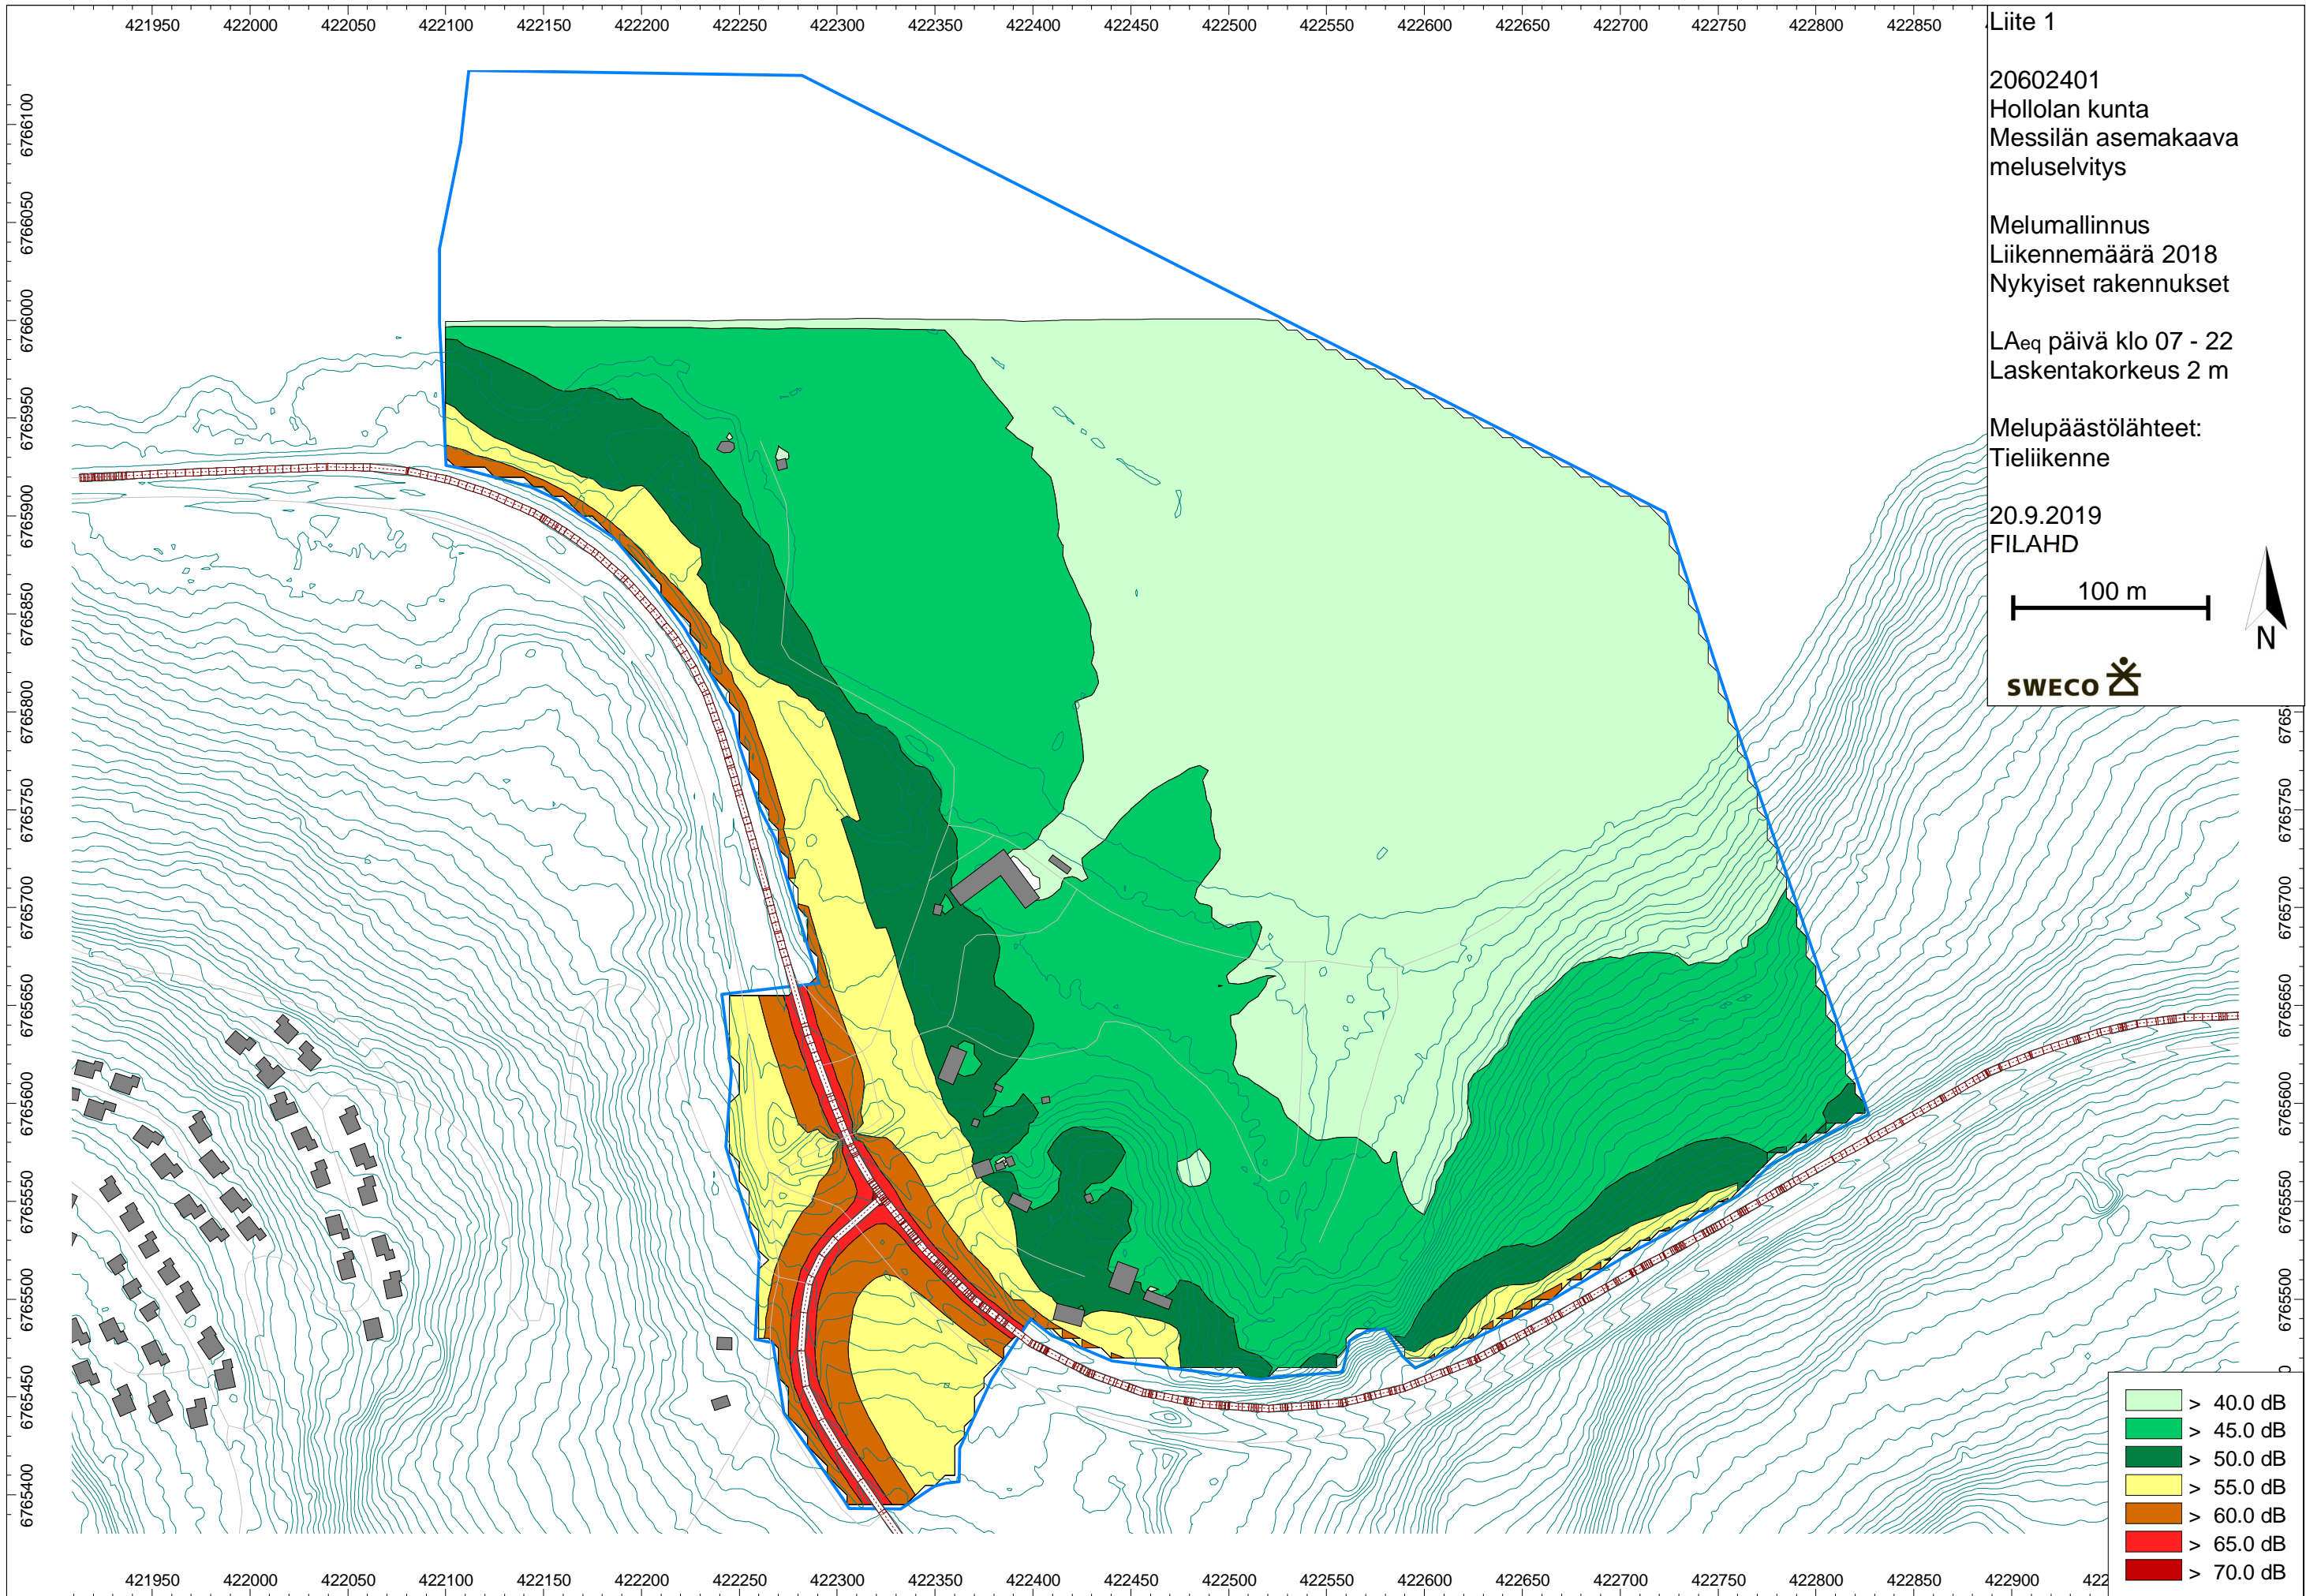 421950 422000 422050 422100 422150 422200 422250 422300 422350 422400 422450 422500 422550 422600 422650 422700 422750 422800 422850
Liite 1
20602401
Hollolan kunta
Messilän asemakaava
meluselvitys
Melumallinnus
Liikennemäärä 2018
Nykyiset rakennukset
LAeq päivä klo 07 - 22
Laskentakorkeus 2 m
Melupäästölähteet:
Tieliikenne
20.9.2019
FILAHD
100 m
N
SWECO
6766100
6766050
6766000
6765950
6765900
6765850
6765800
6765750
6765700
6765650
6765600
6765550
6765500
6765450
6765400
67658
6765750
6765700
6765650
6765600
6765550
6765500
0
> 40.0 dB
> 45.0 dB
> 50.0 dB
> 55.0 dB
> 60.0 dB
> 65.0 dB
> 70.0 dB
421950 422000 422050 422100 422150 422200 422250 422300 422350 422400 422450 422500 422550 422600 422650 422700 422750 422800 422850 422900 422